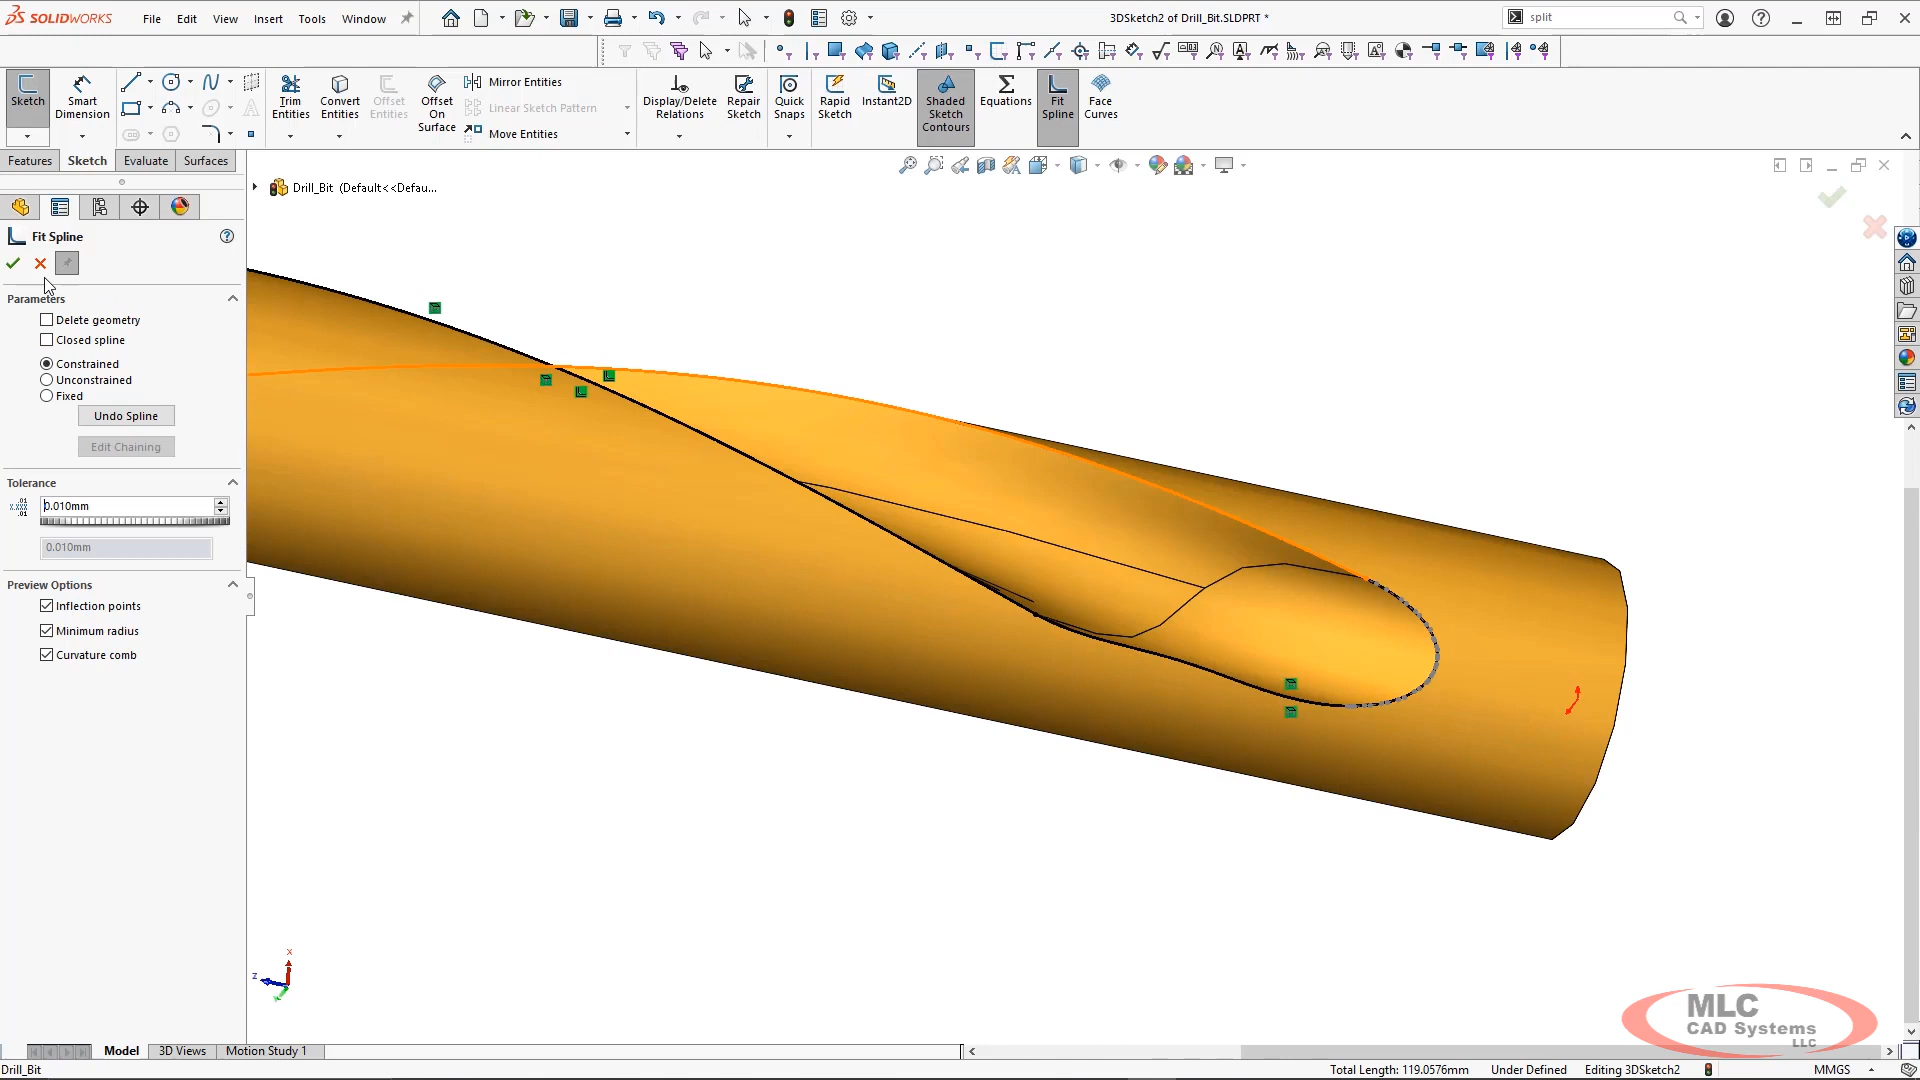 SOLIDWORKS
File Edit View Insert Tools Window
3DSketch2 of Drill_Bit.SLDPRT *
split
Sketch
Smart Dimension
Trim Entities
Convert Entities
Offset Entities
Offset On Surface
Mirror Entities
Linear Sketch Pattern
Move Entities
Display/Delete Relations
Repair Sketch
Quick Snaps
Rapid Sketch
Instant2D
Shaded Sketch Contours
Equations
Fit Spline
Face Curves
Features Sketch Evaluate Surfaces
Drill_Bit (Default<<Defau...
Fit Spline
Parameters
Delete geometry
Closed spline
Constrained
Unconstrained
Fixed
Undo Spline
Edit Chaining
Tolerance
0.010mm
0.010mm
Preview Options
Inflection points
Minimum radius
Curvature comb
X
Z
MLC
CAD Systems
LLC
Model 3D Views Motion Study 1
Drill_Bit
Total Length: 119.0576mm Under Defined Editing 3DSketch2 MMGS